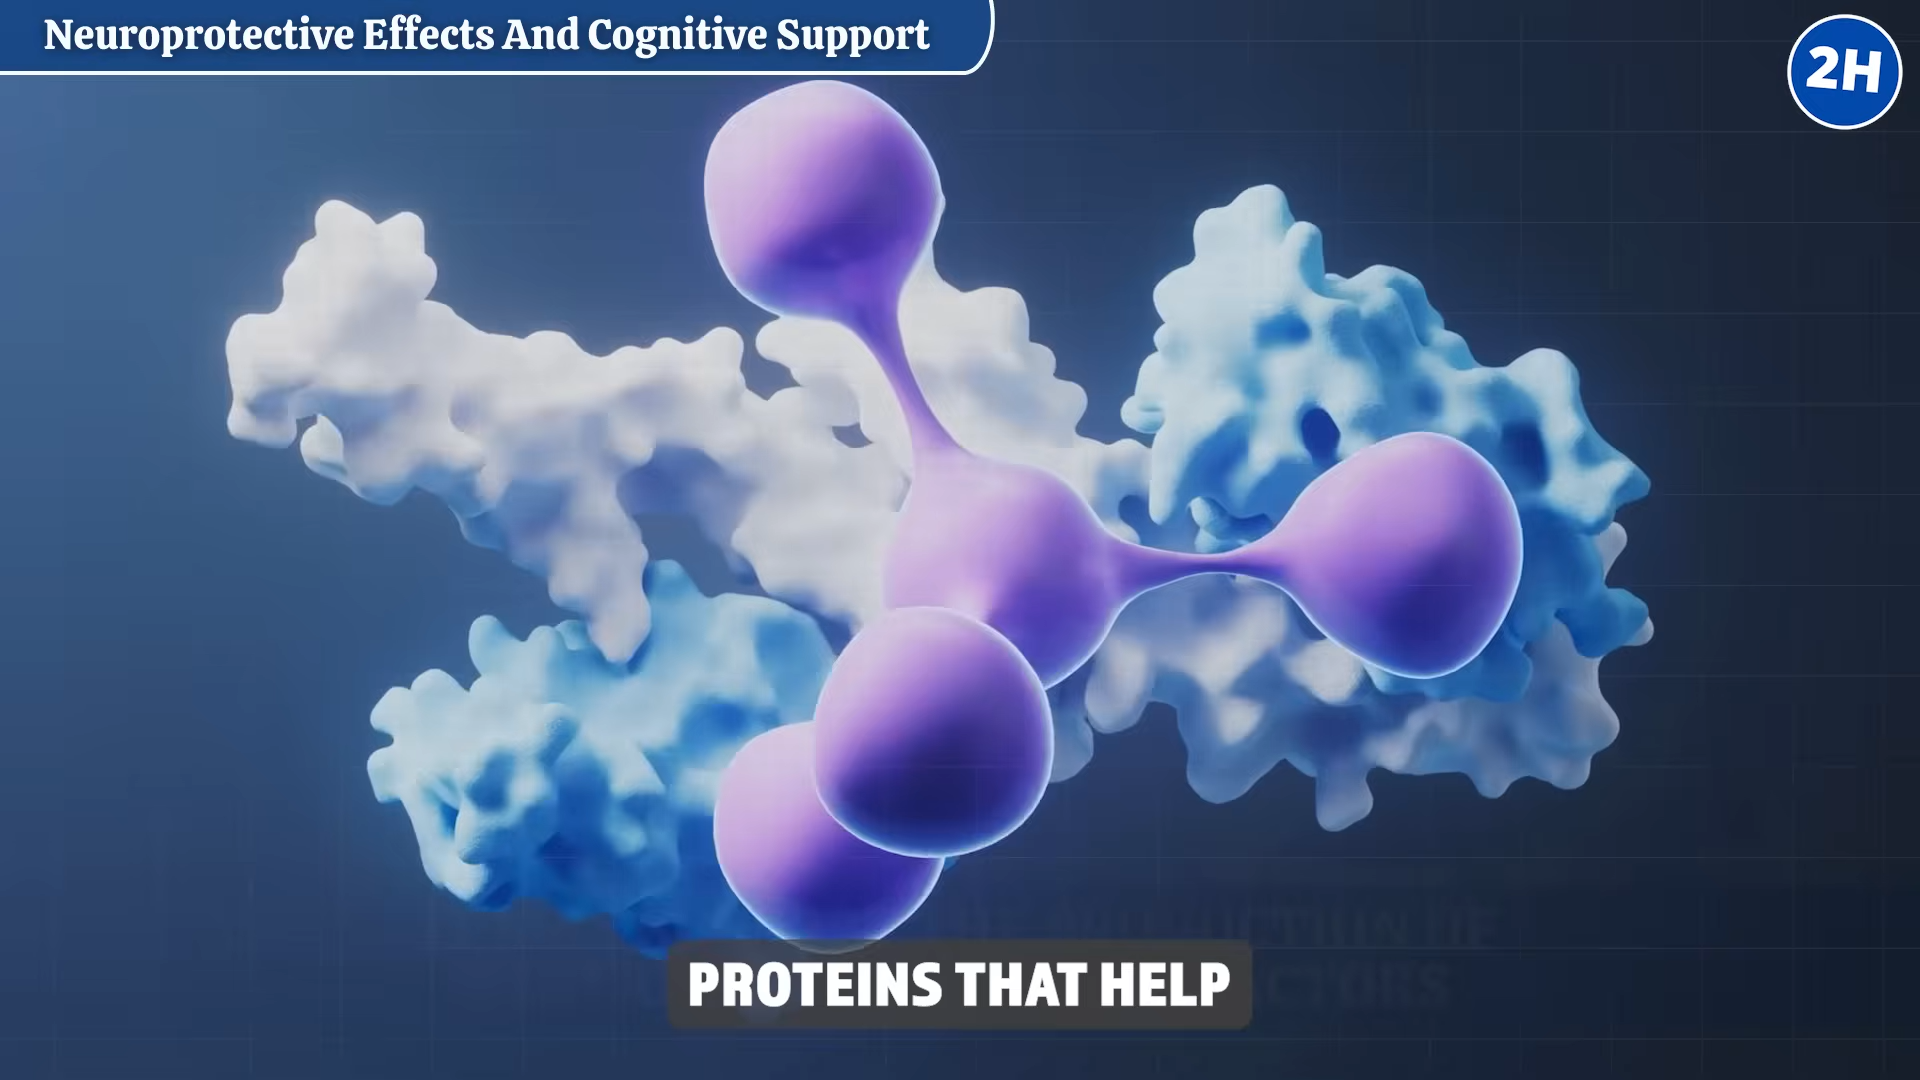 Neuroprotective Effects And Cognitive Support
2H
PROTEINS THAT HELP